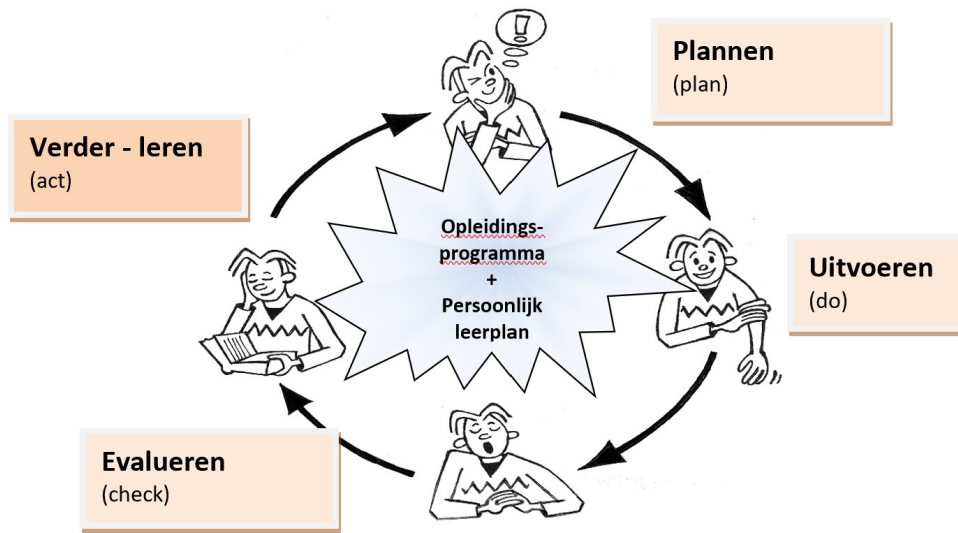 !
Plannen
(plan)
Verder - leren
(act)
Opleidings-
programma
+
Persoonlijk
leerplan
Uitvoeren
(do)
Evalueren
(check)